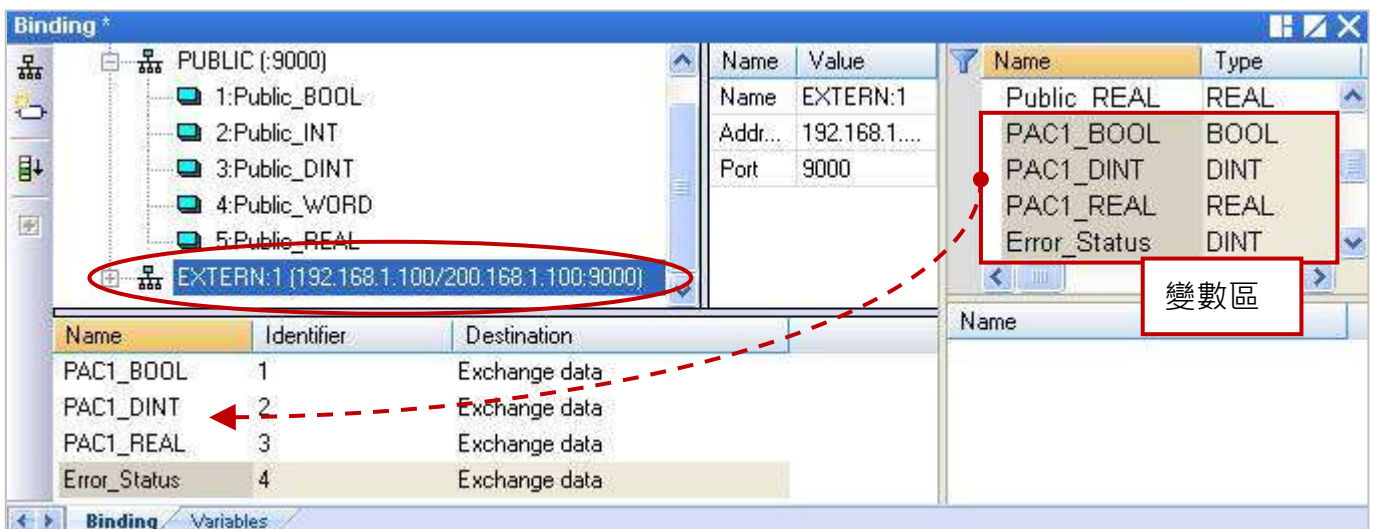 Binding *
PUBLIC (:9000)
1:Public_BOOL
2:Public_INT
3:Public_DINT
4:Public_WORD
5:Public_REAL
EXTERN:1 (192.168.1.100/200.168.1.100:9000)
Name Value
Name EXTERN:1
Addr... 192.168.1....
Port 9000
Name Type
Public_REAL REAL
PAC1_BOOL BOOL
PAC1_DINT DINT
PAC1_REAL REAL
Error_Status DINT
變數區
Name
Name Identifier Destination
PAC1_BOOL 1 Exchange data
PAC1_DINT 2 Exchange data
PAC1_REAL 3 Exchange data
Error_Status 4 Exchange data
Binding Variables